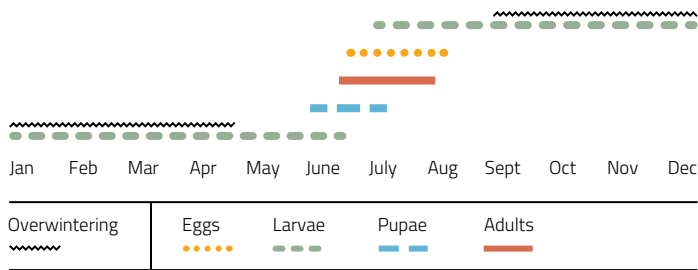 Jan Feb Mar Apr May June July Aug Sept Oct Nov Dec
Overwintering Eggs Larvae Pupae Adults